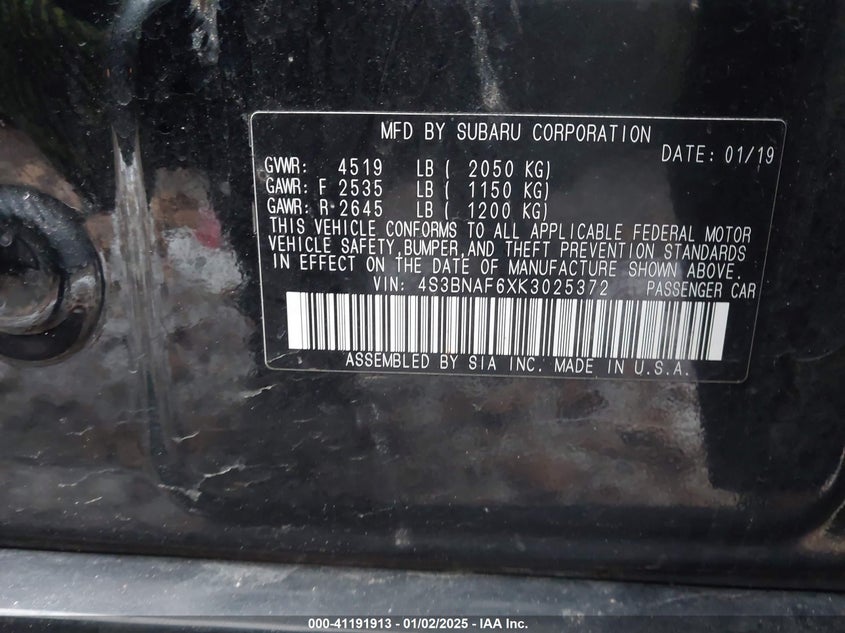 MFD BY SUBARU CORPORATION
DATE: 01/19
GVWR: 4519 LB ( 2050 KG)
GAWR: F 2535 LB ( 1150 KG)
GAWR: R 2645 LB ( 1200 KG)
THIS VEHICLE CONFORMS TO ALL APPLICABLE FEDERAL MOTOR
VEHICLE SAFETY, BUMPER, AND THEFT PREVENTION STANDARDS
IN EFFECT ON THE DATE OF MANUFACTURE SHOWN ABOVE.
VIN: 4S3BNAF6XK3025372 PASSENGER CAR
ASSEMBLED BY SIA INC. MADE IN U.S.A.
000-41191913 - 01/02/2025 - IAA Inc.